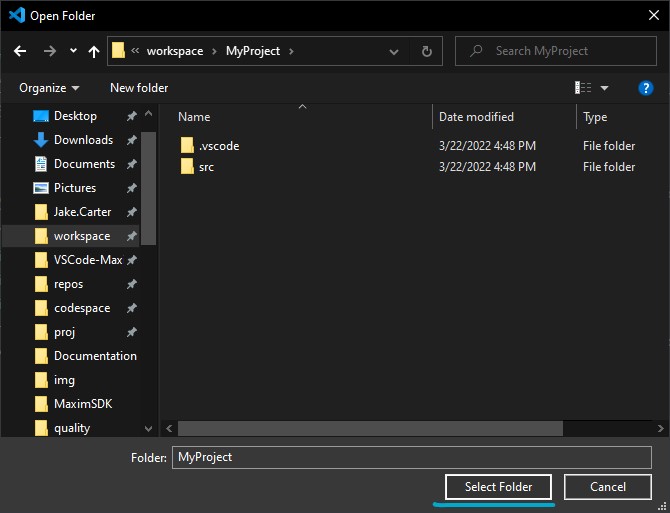 Open Folder
« workspace > MyProject >
Search MyProject
Organize New folder
?
Name Date modified Type
.vscode 3/22/2022 4:48 PM File folder
src 3/22/2022 4:48 PM File folder
Desktop
Downloads
Documents
Pictures
Jake.Carter
workspace
VSCode-Max
repos
codespace
proj
Documentation
img
MaximSDK
quality
Folder: MyProject
Select Folder Cancel